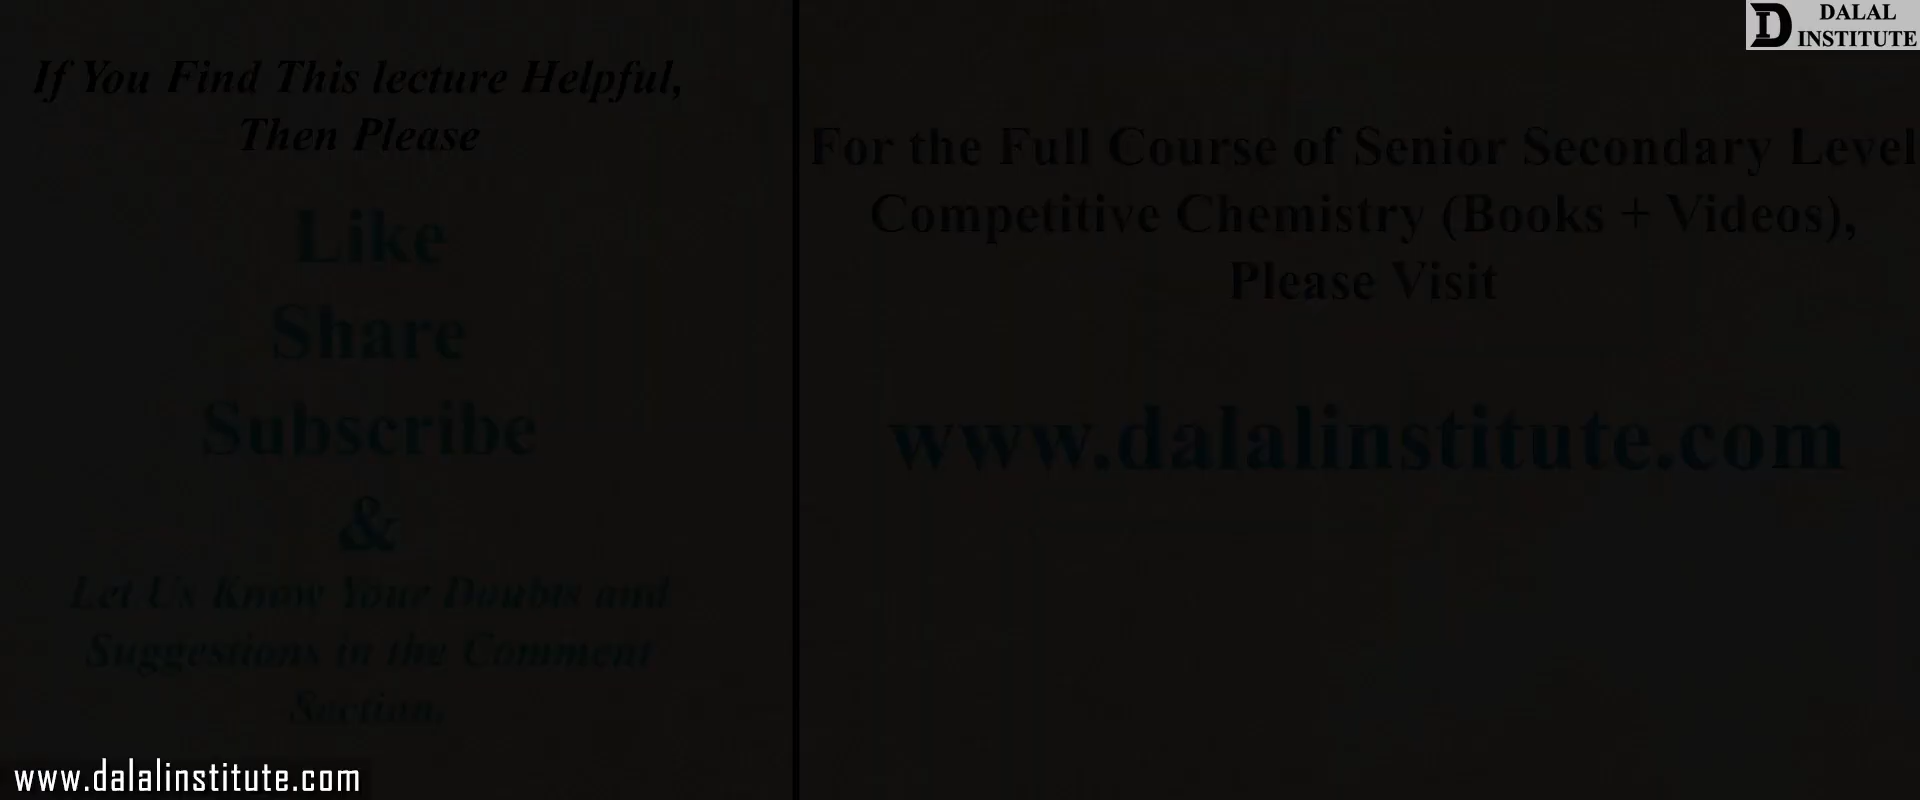 DALAL
INSTITUTE
If You Find This lecture Helpful,
Then Please
Like
Share
Subscribe
&
Let Us Know Your Doubts and
Suggestions in the Comment
Section.
For the Full Course of Senior Secondary Level
Competitive Chemistry (Books + Videos),
Please Visit
www.dalalinstitute.com
www.dalalinstitute.com